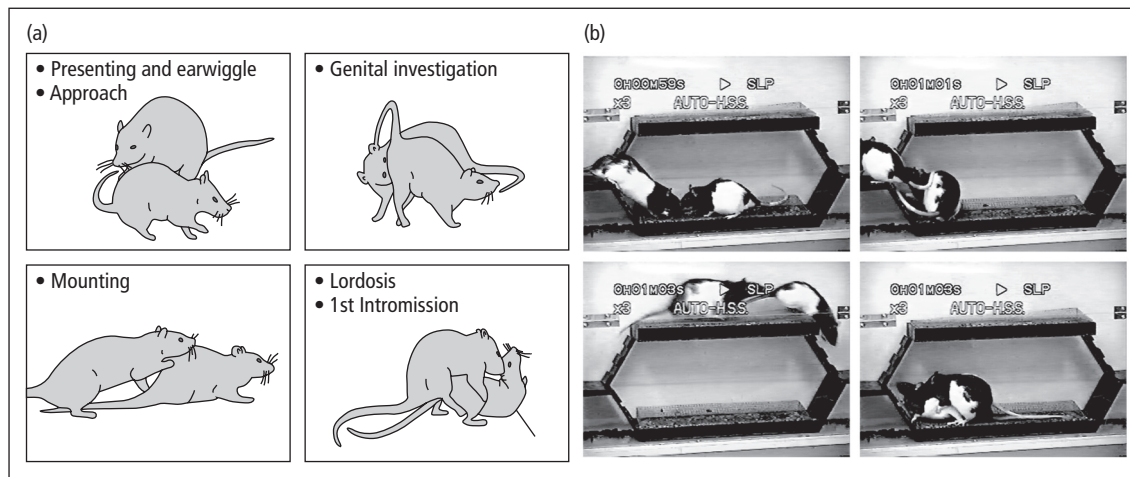 (a)
• Presenting and earwiggle
• Approach
• Genital investigation
• Mounting
• Lordosis
• 1st Intromission
(b)
0H00M59s ▷ SLP
x3 AUTO-H.S.S.
0H01M01s ▷ SLP
x3 AUTO-H.S.S.
0H01M03s ▷ SLP
x3 AUTO-H.S.S.
0H01M03s ▷ SLP
x3 AUTO-H.S.S.